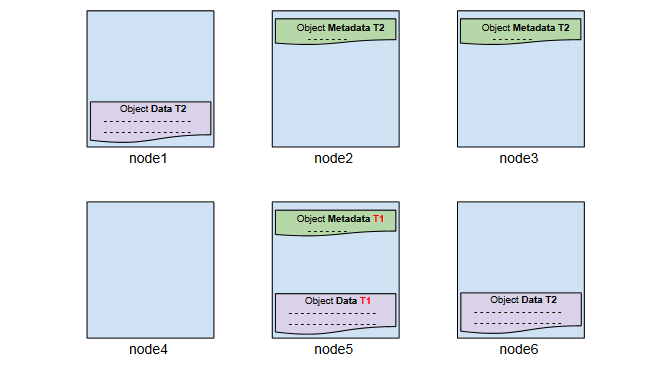 Object Metadata T2
Object Metadata T2
Object Data T2
node1
node2
node3
Object Metadata T1
Object Data T1
Object Data T2
node4
node5
node6